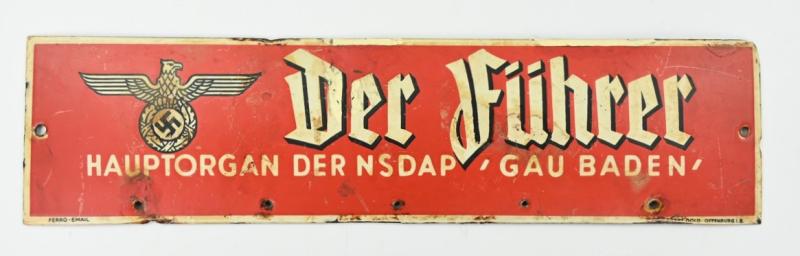 Der Führer
HAUPTORGAN DER NSDAP / GAU BADEN /
FERRO-EMAIL
OFFENBURG I.B.